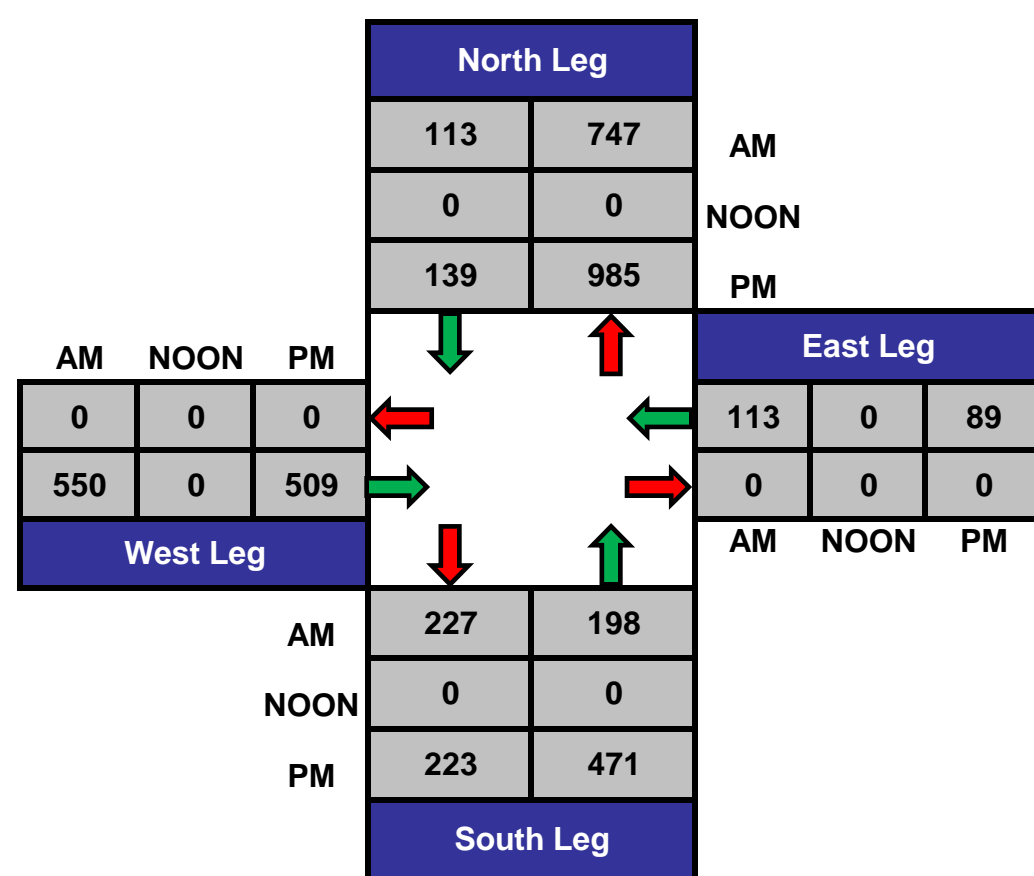 North Leg
113 747 AM
0 0 NOON
139 985 PM
AM NOON PM
East Leg
0 0 0
113 0 89
550 0 509
0 0 0
West Leg
AM NOON PM
AM 227 198
NOON 0 0
PM 223 471
South Leg